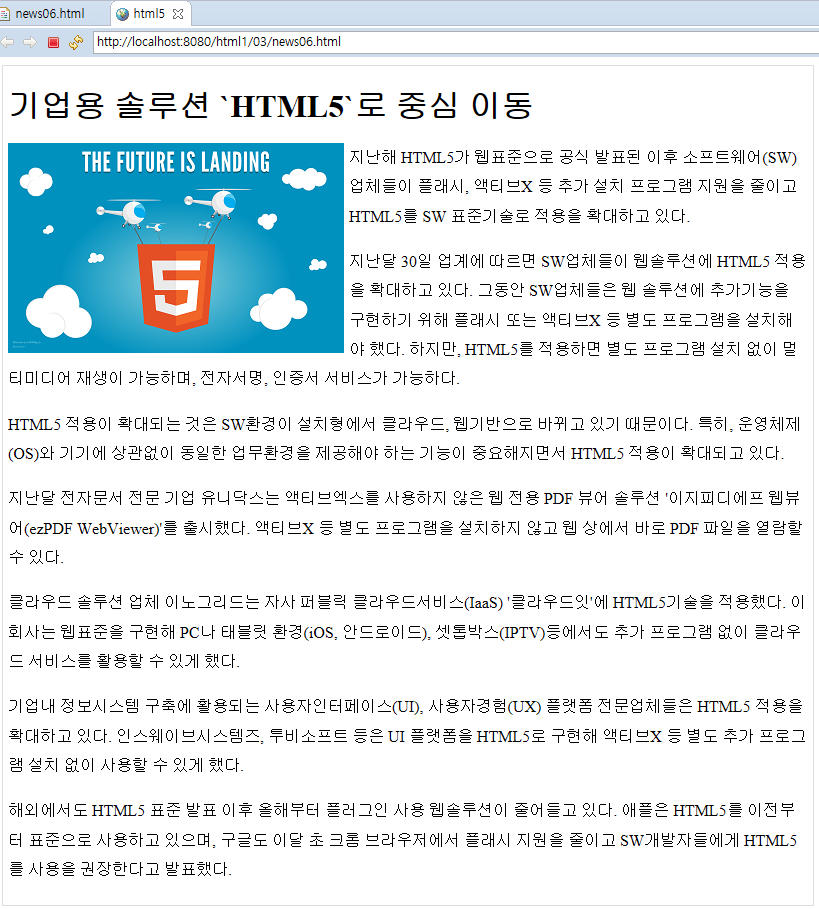 news06.html
html5
http://localhost:8080/html1/03/news06.html
기업용 솔루션 `HTML5`로 중심 이동
THE FUTURE IS LANDING
5
지난해 HTML5가 웹표준으로 공식 발표된 이후 소프트웨어(SW)
업체들이 플래시, 액티브X 등 추가 설치 프로그램 지원을 줄이고
HTML5를 SW 표준기술로 적용을 확대하고 있다.
지난달 30일 업계에 따르면 SW업체들이 웹솔루션에 HTML5 적용
을 확대하고 있다. 그동안 SW업체들은 웹 솔루션에 추가기능을
구현하기 위해 플래시 또는 액티브X 등 별도 프로그램을 설치해
야 했다. 하지만, HTML5를 적용하면 별도 프로그램 설치 없이 멀
티미디어 재생이 가능하며, 전자서명, 인증서 서비스가 가능하다.
HTML5 적용이 확대되는 것은 SW환경이 설치형에서 클라우드, 웹기반으로 바뀌고 있기 때문이다. 특히, 운영체제
(OS)와 기기에 상관없이 동일한 업무환경을 제공해야 하는 기능이 중요해지면서 HTML5 적용이 확대되고 있다.
지난달 전자문서 전문 기업 유니닥스는 액티브엑스를 사용하지 않은 웹 전용 PDF 뷰어 솔루션 '이지피디에프 웹뷰
어(ezPDF WebViewer)'를 출시했다. 액티브X 등 별도 프로그램을 설치하지 않고 웹 상에서 바로 PDF 파일을 열람할
수 있다.
클라우드 솔루션 업체 이노그리드는 자사 퍼블릭 클라우드서비스(IaaS) '클라우드잇'에 HTML5기술을 적용했다. 이
회사는 웹표준을 구현해 PC나 태블릿 환경(iOS, 안드로이드), 셋톱박스(IPTV)등에서도 추가 프로그램 없이 클라우
드 서비스를 활용할 수 있게 했다.
기업내 정보시스템 구축에 활용되는 사용자인터페이스(UI), 사용자경험(UX) 플랫폼 전문업체들은 HTML5 적용을
확대하고 있다. 인스웨이브시스템즈, 투비소프트 등은 UI 플랫폼을 HTML5로 구현해 액티브X 등 별도 추가 프로그
램 설치 없이 사용할 수 있게 했다.
해외에서도 HTML5 표준 발표 이후 올해부터 플러그인 사용 웹솔루션이 줄어들고 있다. 애플은 HTML5를 이전부
터 표준으로 사용하고 있으며, 구글도 이달 초 크롬 브라우저에서 플래시 지원을 줄이고 SW개발자들에게 HTML5
를 사용을 권장한다고 발표했다.